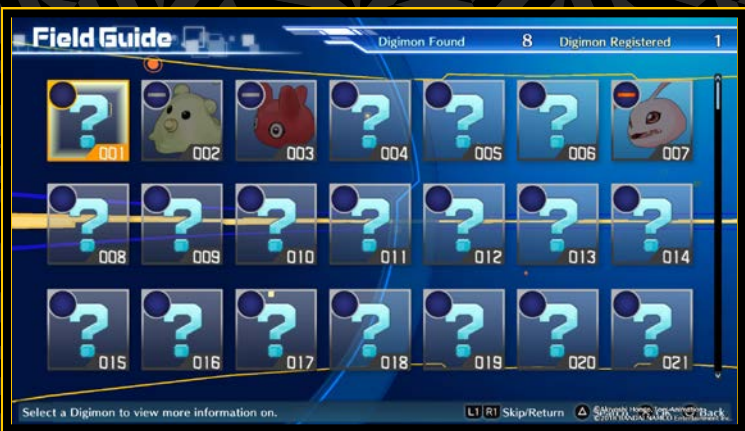 Field Guide
Digimon Found 8 Digimon Registered 1
? 001 002 003 ? 004 ? 005 ? 006 007
? 008 ? 009 ? 010 ? 011 ? 012 ? 013 ? 014
? 015 ? 016 ? 017 ? 018 ? 019 ? 020 ? 021
Select a Digimon to view more information on. L1 R1 Skip/Return △ Back